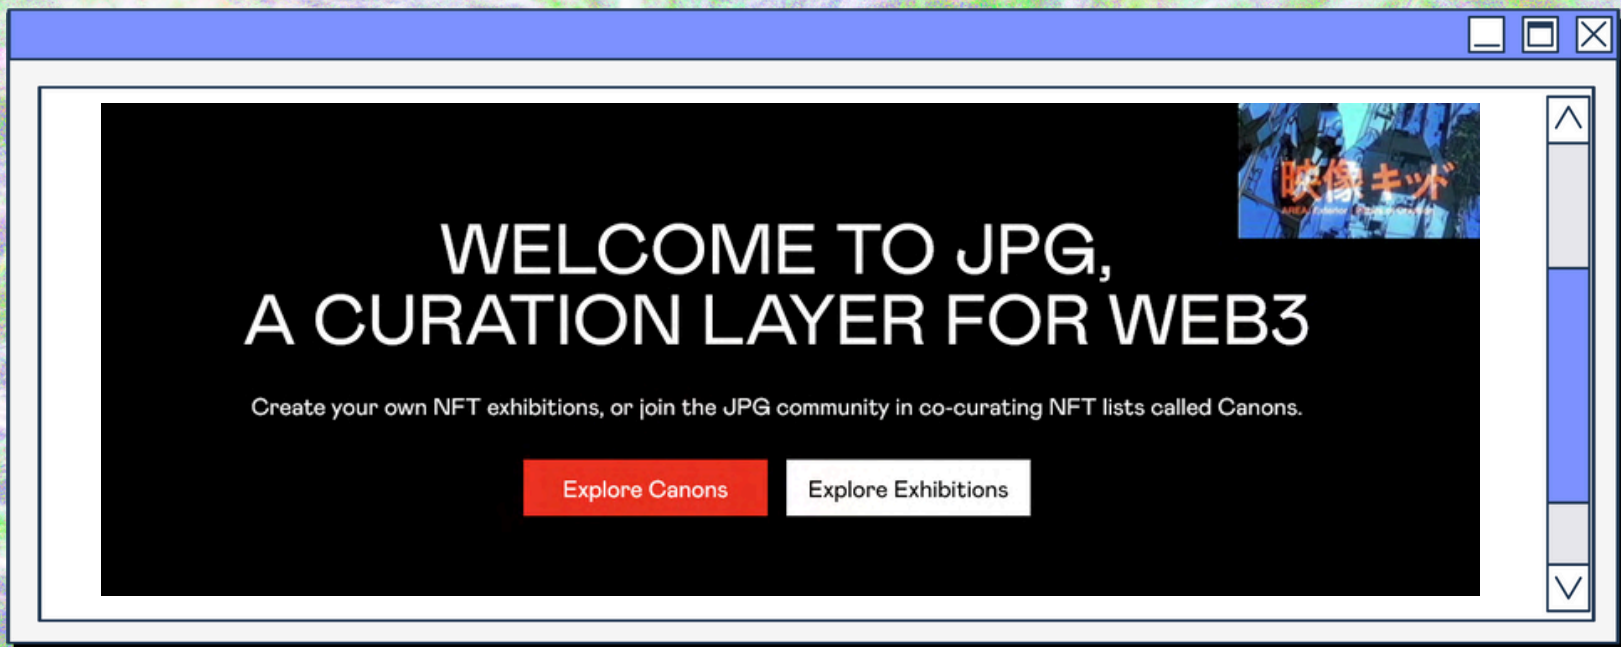 映像キッド
AREA
WELCOME TO JPG,
A CURATION LAYER FOR WEB3
Create your own NFT exhibitions, or join the JPG community in co-curating NFT lists called Canons.
Explore Canons
Explore Exhibitions